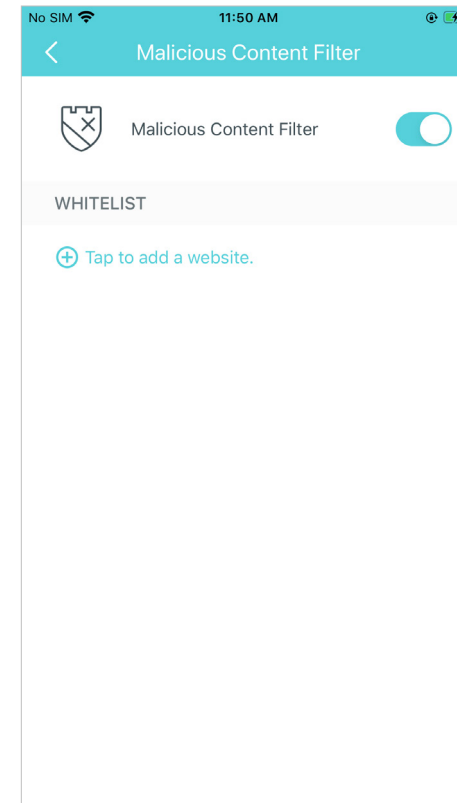 No SIM 11:50 AM
Malicious Content Filter
Malicious Content Filter
WHITELIST
Tap to add a website.